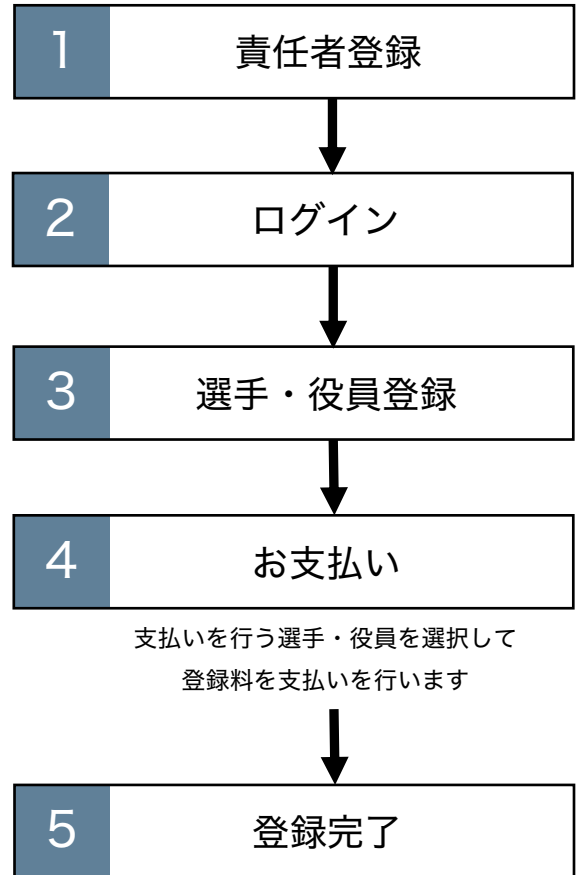 1 責任者登録
2 ログイン
3 選手・役員登録
4 お支払い
支払いを行う選手・役員を選択して
登録料を支払いを行います
5 登録完了